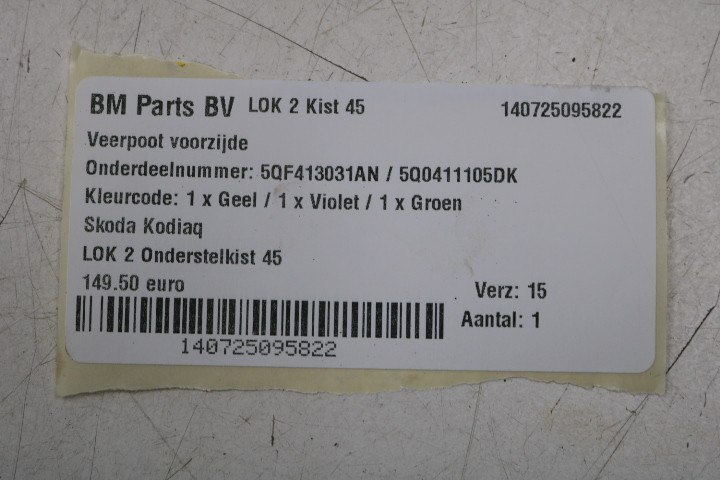 BM Parts BV LOK 2 Kist 45 140725095822
Veerpoot voorzijde
Onderdeelnummer: 5QF413031AN / 5Q0411105DK
Kleurcode: 1 x Geel / 1 x Violet / 1 x Groen
Skoda Kodiaq
LOK 2 Onderstelkist 45
149.50 euro Verz: 15
Aantal: 1
140725095822